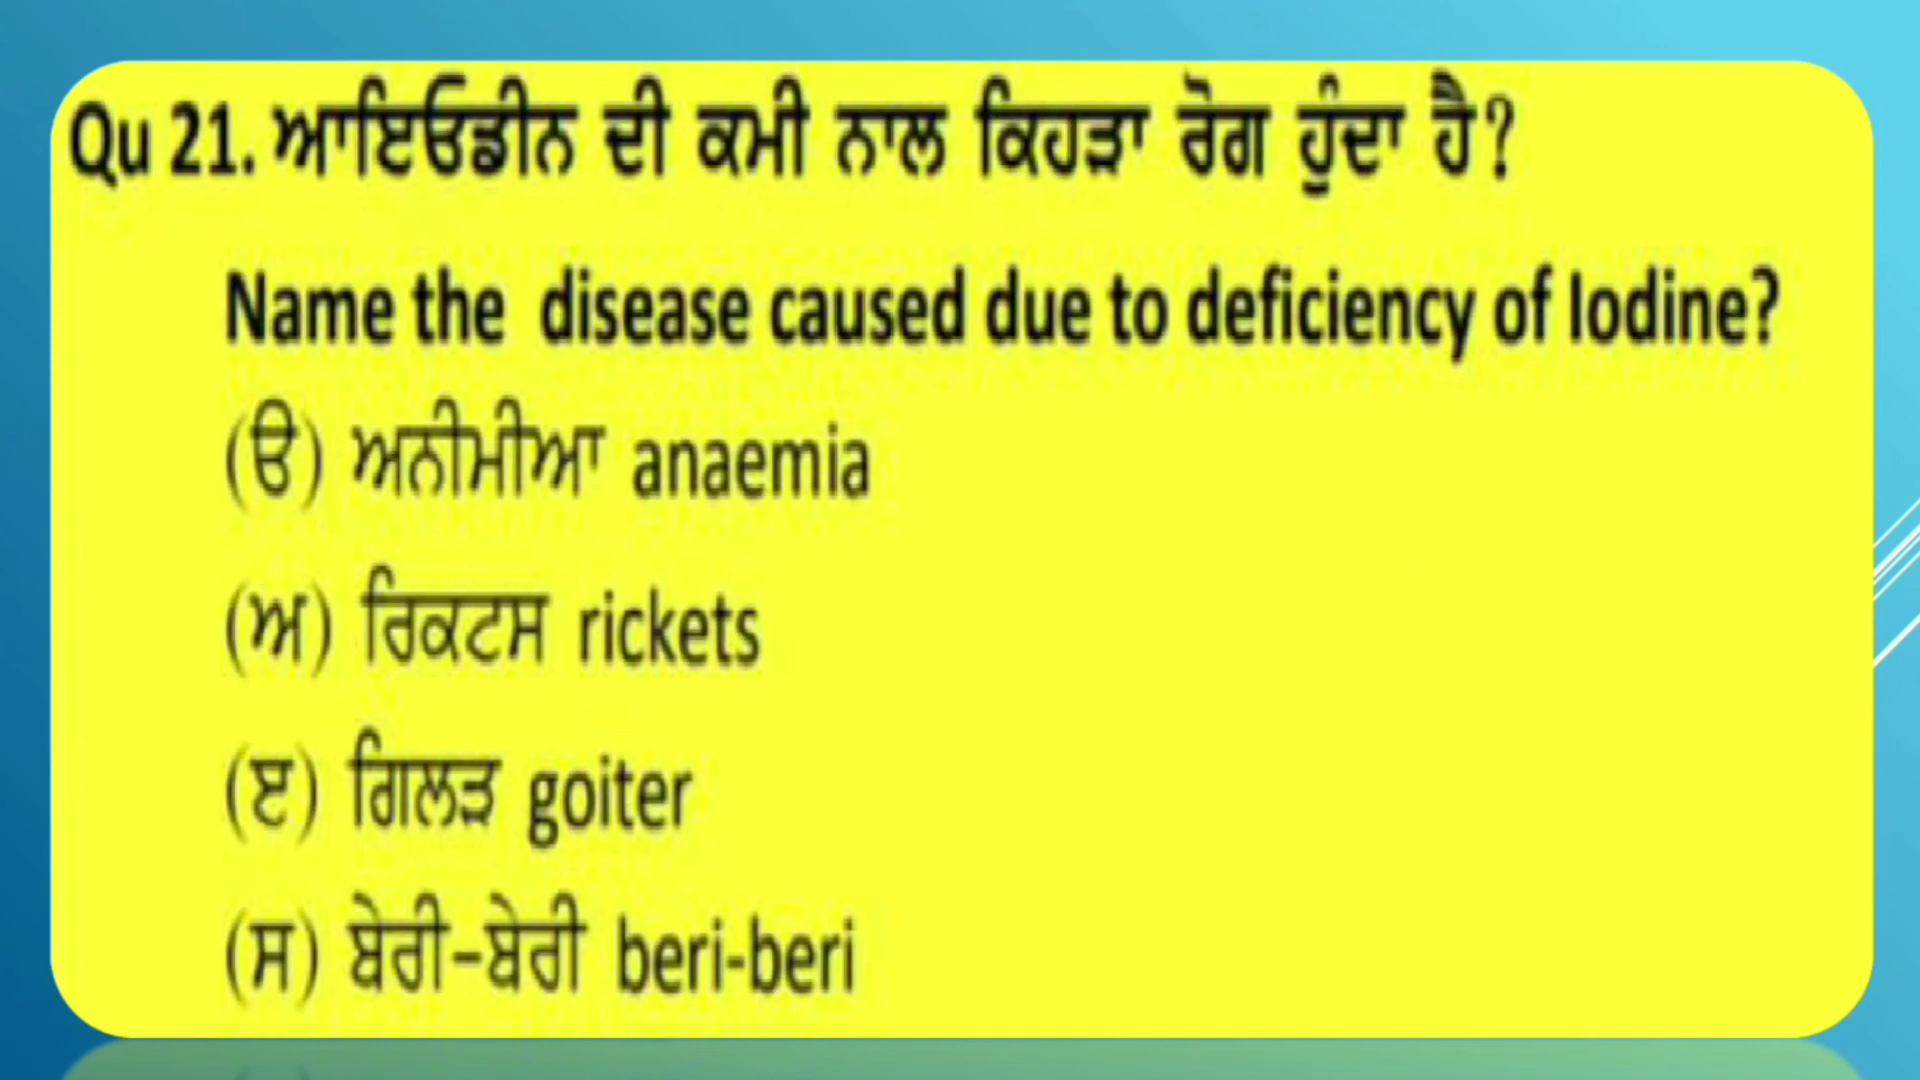 Qu 21. ਆਇਓਡੀਨ ਦੀ ਕਮੀ ਨਾਲ ਕਿਹੜਾ ਰੋਗ ਹੁੰਦਾ ਹੈ?
Name the disease caused due to deficiency of Iodine?
(ੳ) ਅਨੀਮੀਆ anaemia
(ਅ) ਰਿਕਟਸ rickets
(ੲ) ਗਿਲੜ goiter
(ਸ) ਬੇਰੀ-ਬੇਰੀ beri-beri